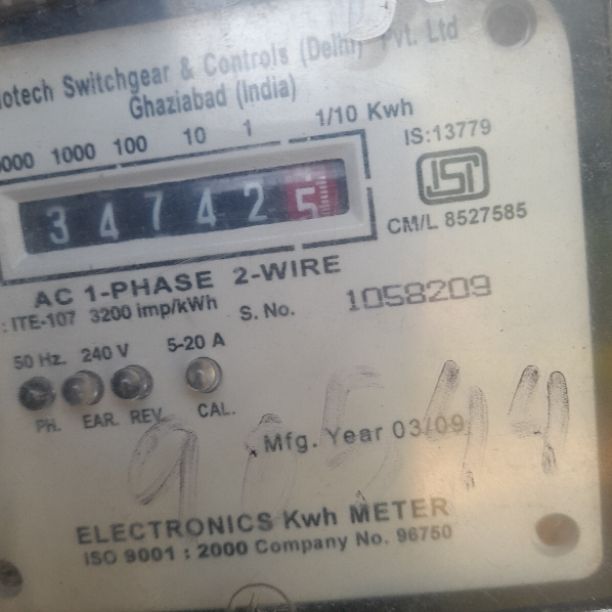 Switchgear & Controls (Delhi) Pvt. Ltd
Ghaziabad (India)
1000 100 10 1 1/10 Kwh
IS:13779
3 4 7 4 2 5
ISI
CM/L 8527585
AC 1-PHASE 2-WIRE
: ITE-107 3200 imp/kWh S. No. 1058209
50 Hz. 240 V 5-20 A
PH. EAR. REV. CAL.
Mfg. Year 03/09
ELECTRONICS Kwh METER
ISO 9001 : 2000 Company No. 96750